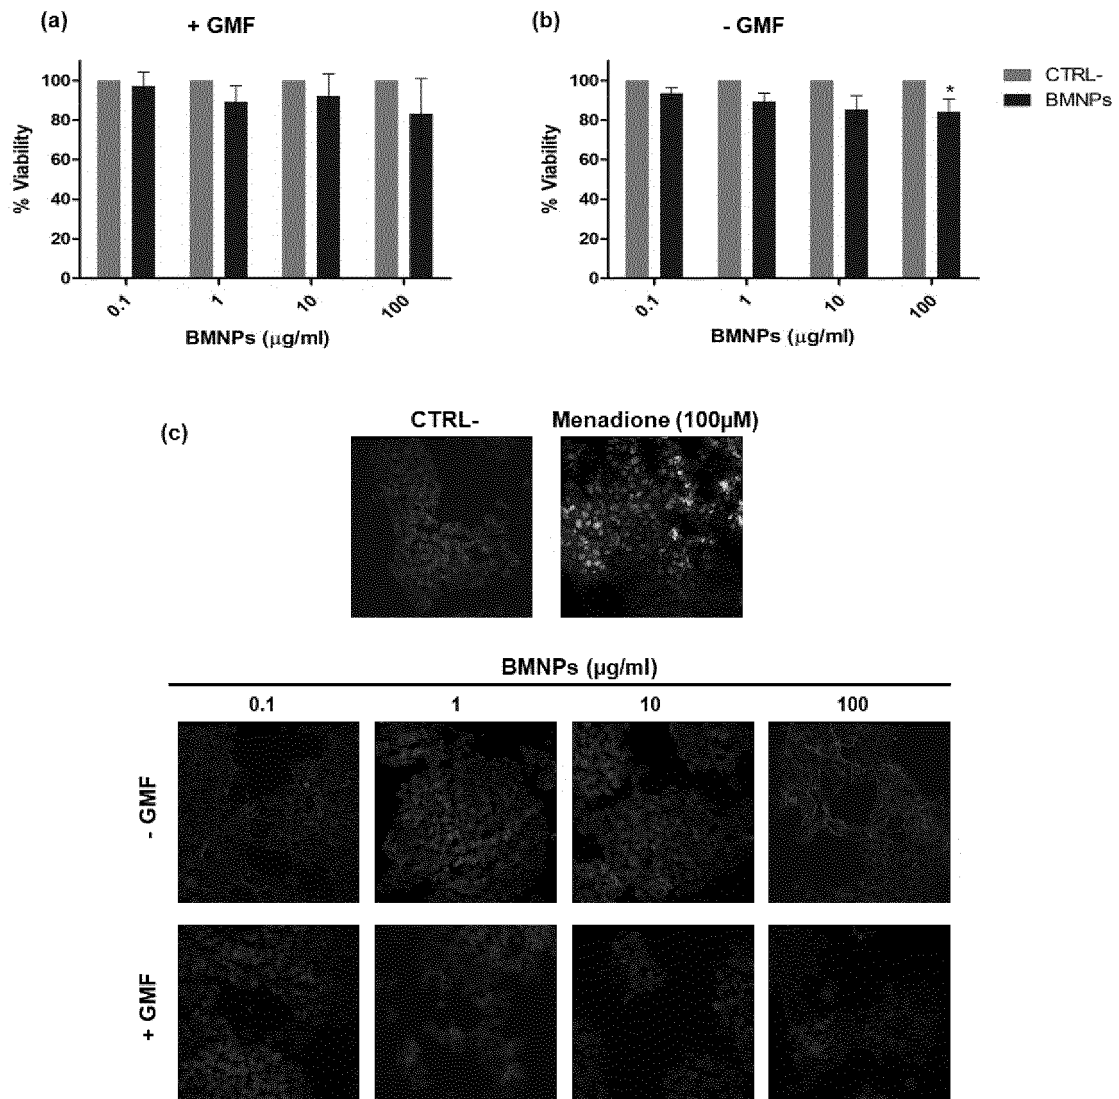 (a)
+ GMF
% Viability
100
80
60
40
20
0
0.1
1
10
100
BMNPs (μg/ml)
(b)
- GMF
% Viability
100
80
60
40
20
0
*
0.1
1
10
100
BMNPs (μg/ml)
CTRL-
BMNPs
(c)
CTRL-
Menadione (100μM)
BMNPs (μg/ml)
0.1
1
10
100
- GMF
+ GMF